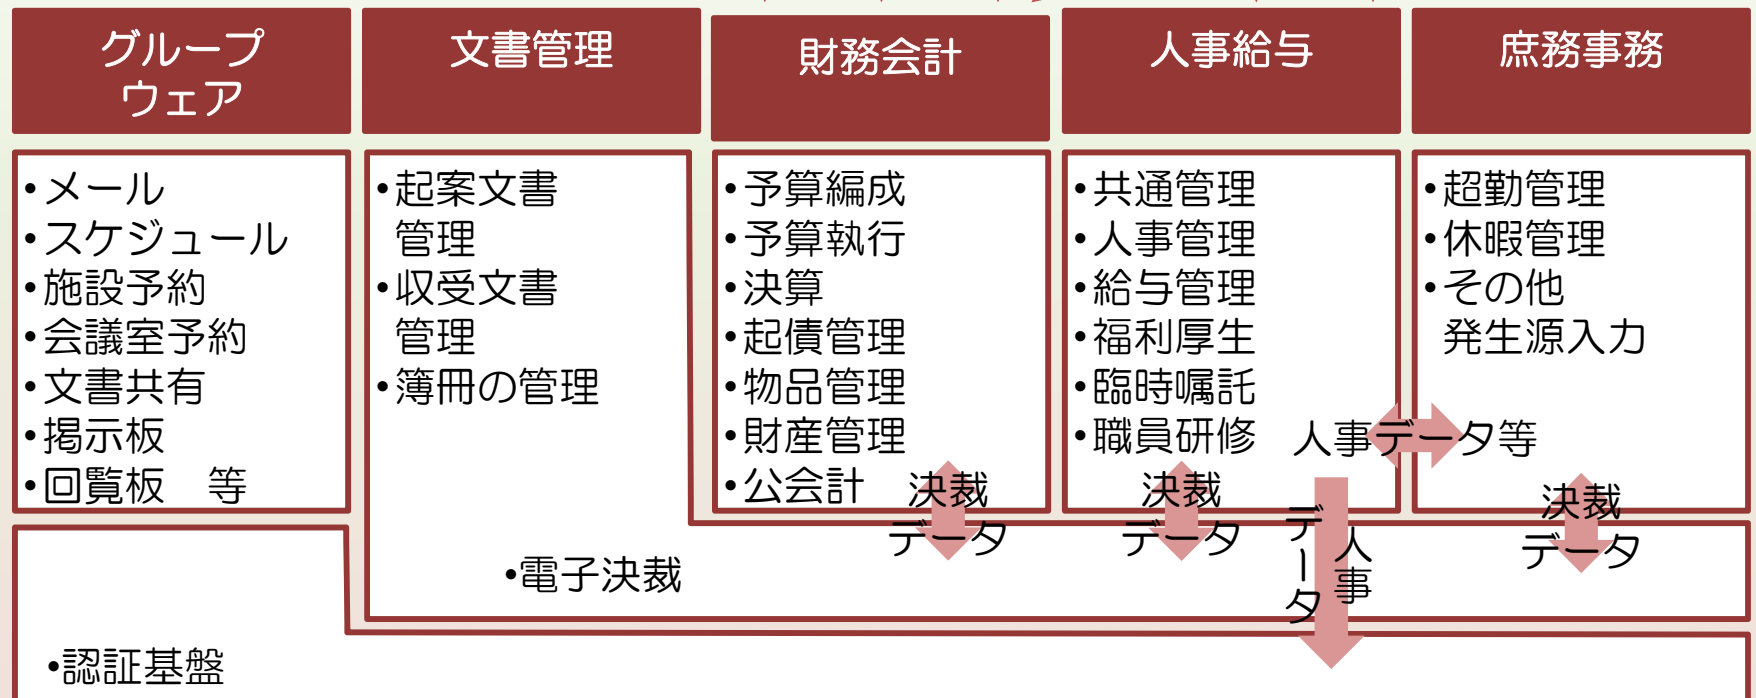 グループ
ウェア
文書管理
財務会計
人事給与
庶務事務
•メール
•スケジュール
•施設予約
•会議室予約
•文書共有
•掲示板
•回覧板　等
•起案文書
管理
•収受文書
管理
•簿冊の管理
•予算編成
•予算執行
•決算
•起債管理
•物品管理
•財産管理
•公会計
•共通管理
•人事管理
•給与管理
•福利厚生
•臨時嘱託
•職員研修
•超勤管理
•休暇管理
•その他
発生源入力
人事データ等
決裁
データ
決裁
データ
人事
データ
決裁
データ
•電子決裁
•認証基盤